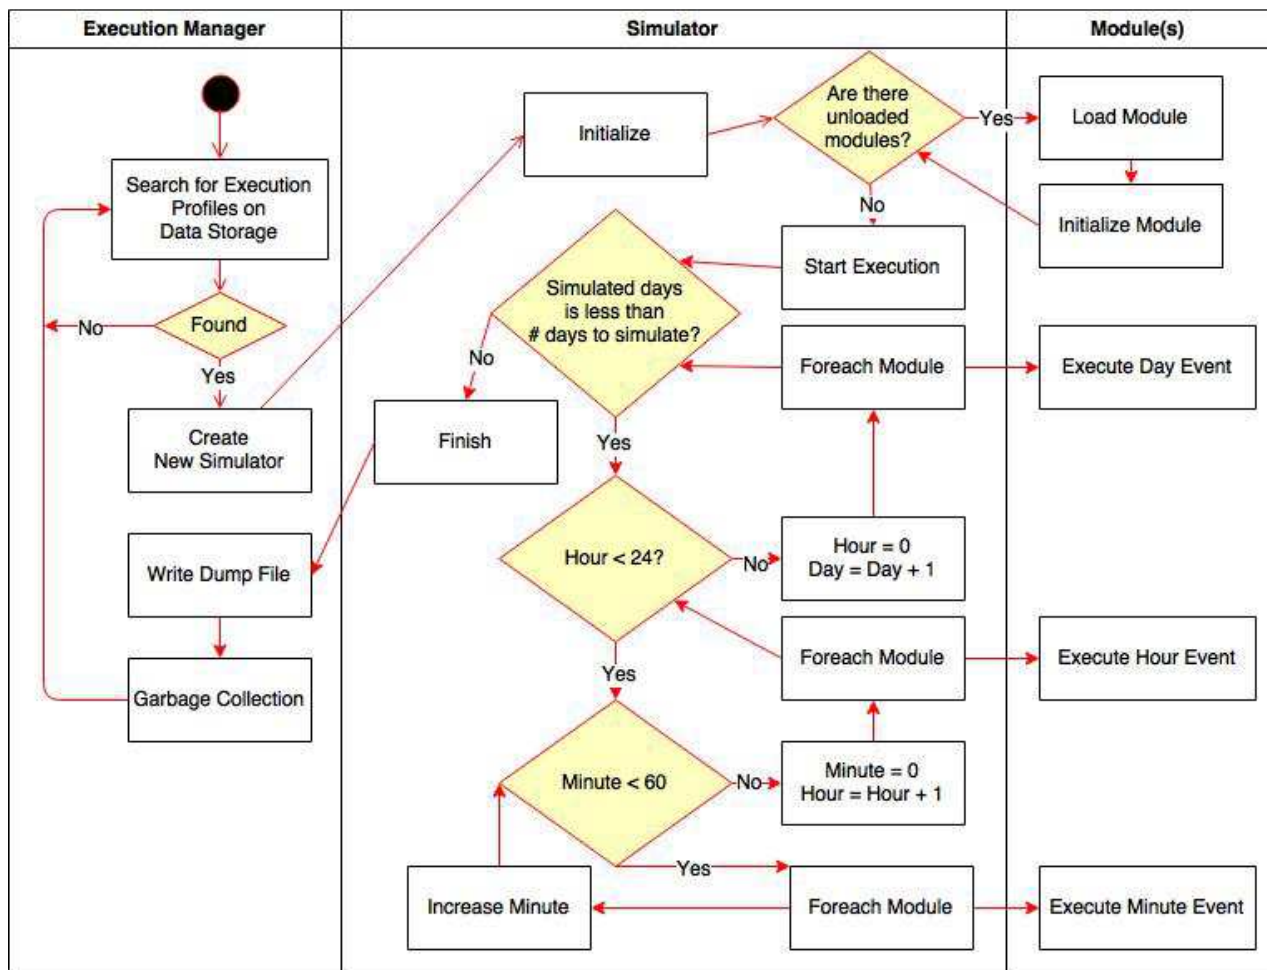 Execution Manager
Simulator
Module(s)
Search for Execution
Profiles on
Data Storage
Found
No
Yes
Create
New Simulator
Write Dump File
Garbage Collection
Initialize
Are there
unloaded
modules?
Yes
No
Start Execution
Simulated days
is less than
# days to simulate?
No
Yes
Finish
Foreach Module
Hour < 24?
No
Yes
Hour = 0
Day = Day + 1
Foreach Module
Minute < 60
No
Yes
Minute = 0
Hour = Hour + 1
Increase Minute
Foreach Module
Load Module
Initialize Module
Execute Day Event
Execute Hour Event
Execute Minute Event